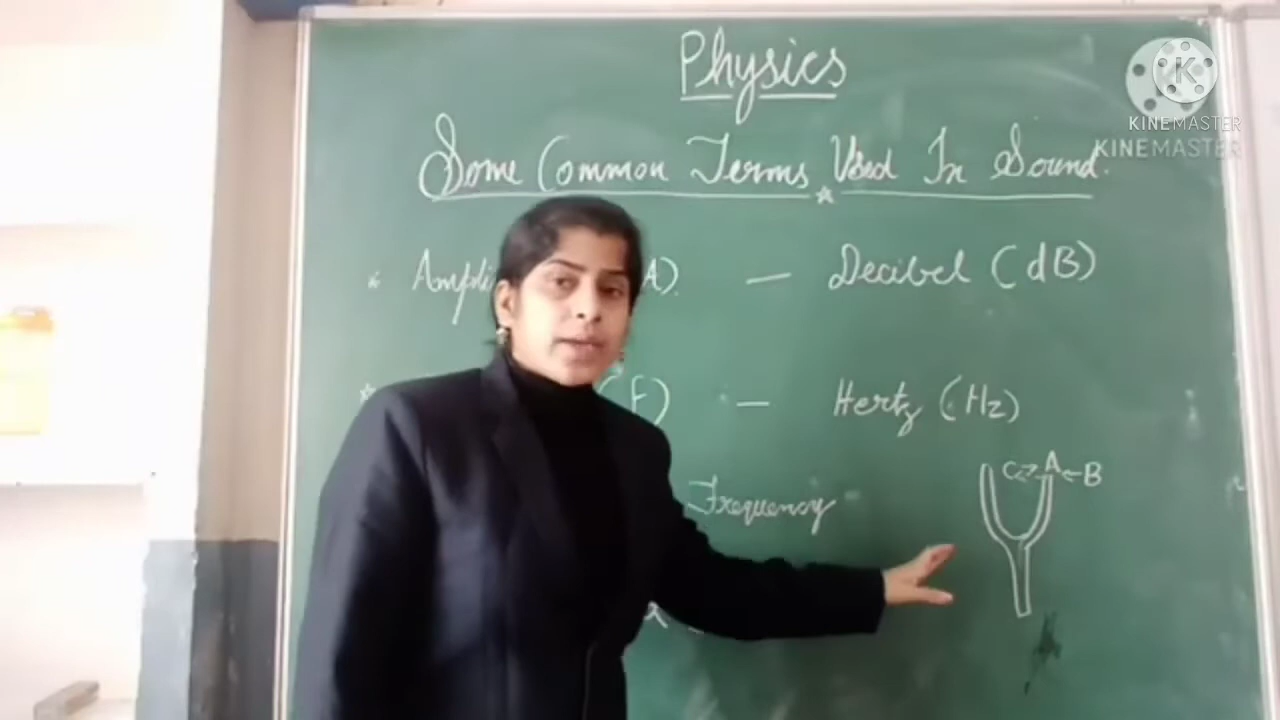 Physics
Some Common Terms Used In Sound.
KINEMASTER
KINEMASTER
A). — Decibel (dB)
(F) — Hertz (Hz)
C A B
Frequency